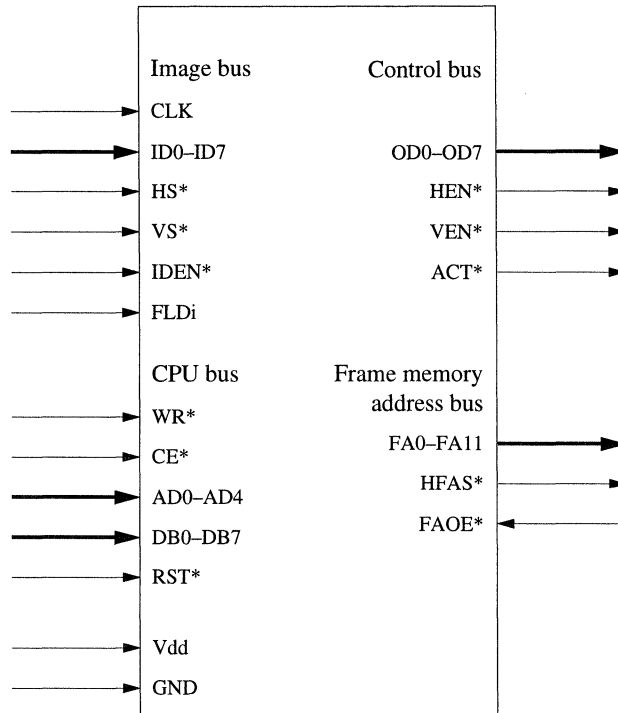 Image bus
CLK
ID0–ID7
HS*
VS*
IDEN*
FLDi
CPU bus
WR*
CE*
AD0–AD4
DB0–DB7
RST*
Vdd
GND
Control bus
OD0–OD7
HEN*
VEN*
ACT*
Frame memory
address bus
FA0–FA11
HFAS*
FAOE*